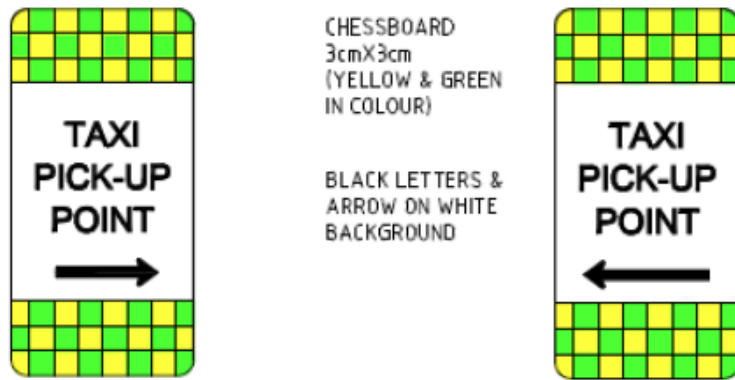 TAXI
PICK-UP
POINT
CHESSBOARD
3cmX3cm
(YELLOW & GREEN
IN COLOUR)
BLACK LETTERS &
ARROW ON WHITE
BACKGROUND
TAXI
PICK-UP
POINT